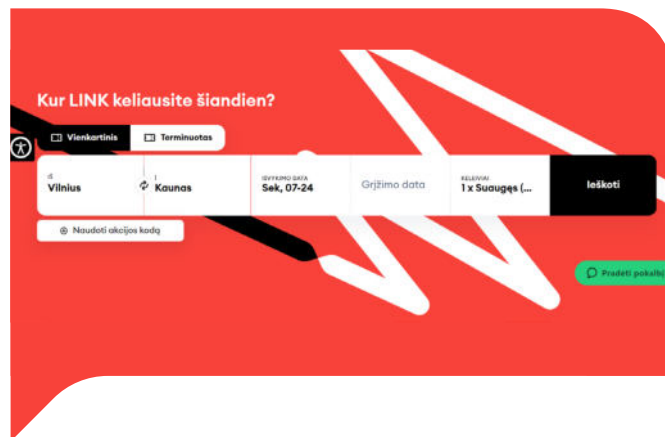 Kur LINK keliausite šiandien?
Vienkartinis
Terminuotas
Iš
Vilnius
Į
Kaunas
IŠVYKIMO DATA
Sek, 07-24
Grįžimo data
KELEIVIAI
1 x Suaugęs (...
Ieškoti
Naudoti akcijos kodą
Pradėti pokalbį